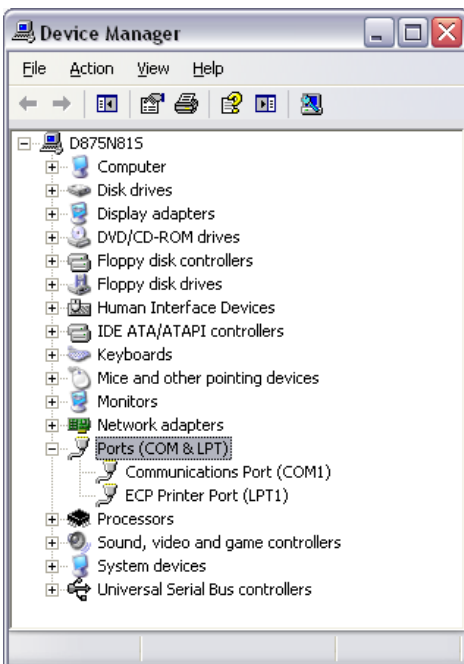 Device Manager
File Action View Help
D875N81S
Computer
Disk drives
Display adapters
DVD/CD-ROM drives
Floppy disk controllers
Floppy disk drives
Human Interface Devices
IDE ATA/ATAPI controllers
Keyboards
Mice and other pointing devices
Monitors
Network adapters
Ports (COM & LPT)
Communications Port (COM1)
ECP Printer Port (LPT1)
Processors
Sound, video and game controllers
System devices
Universal Serial Bus controllers